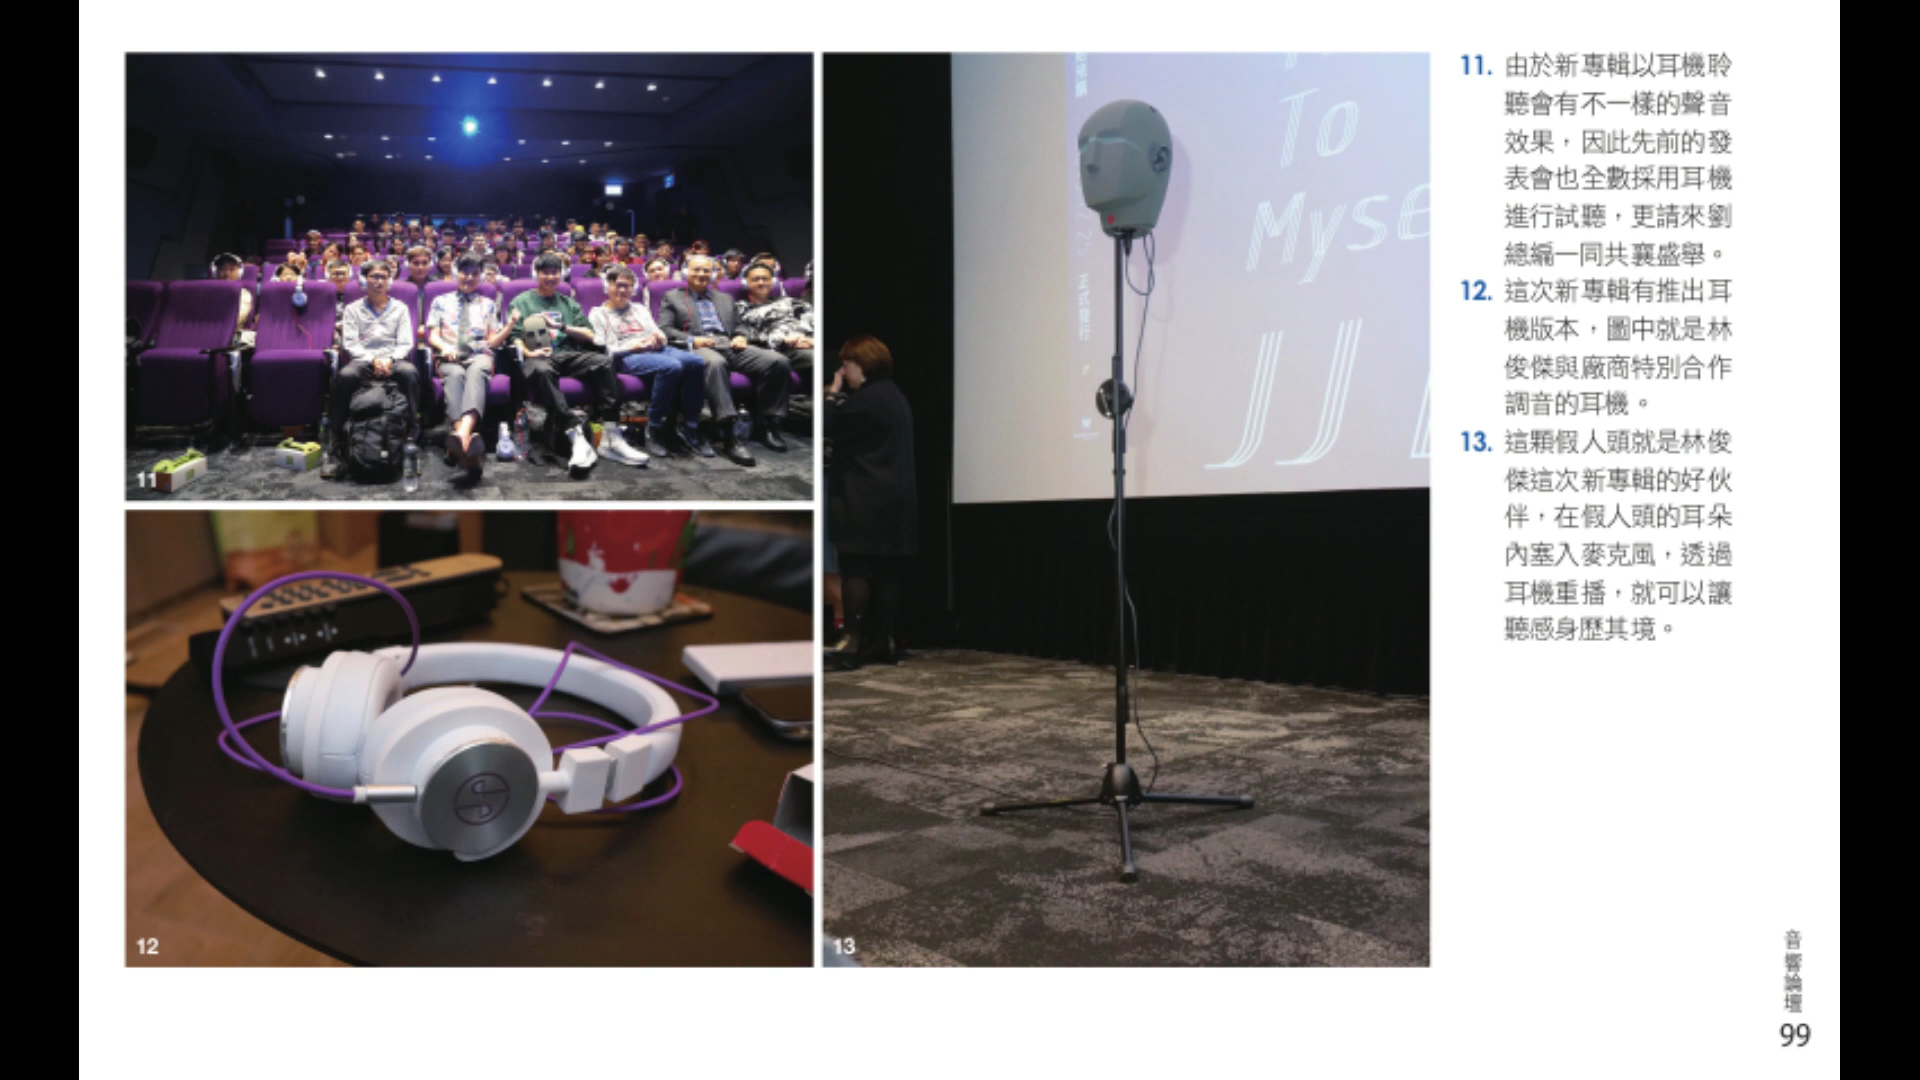 11. 由於新專輯以耳機聆
聽會有不一樣的聲音
效果，因此先前的發
表會也全數採用耳機
進行試聽，更請來劉
總編一同共襄盛舉。
12. 這次新專輯有推出耳
機版本，圖中就是林
俊傑與廠商特別合作
調音的耳機。
13. 這顆假人頭就是林俊
傑這次新專輯的好伙
伴，在假人頭的耳朵
內塞入麥克風，透過
耳機重播，就可以讓
聽感身歷其境。
To
Myse
JJ
11
12
13
音響論壇
99